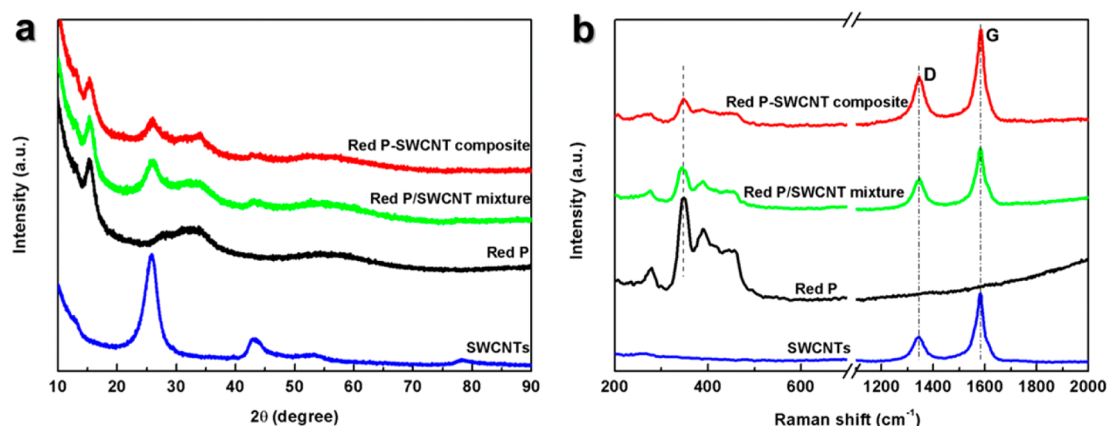 a
Intensity (a.u.)
Red P-SWCNT composite
Red P/SWCNT mixture
Red P
SWCNTs
10 20 30 40 50 60 70 80 90
2θ (degree)
b
Intensity (a.u.)
G
D
Red P-SWCNT composite
Red P/SWCNT mixture
Red P
SWCNTs
200 400 600 1200 1400 1600 1800 2000
Raman shift (cm⁻¹)